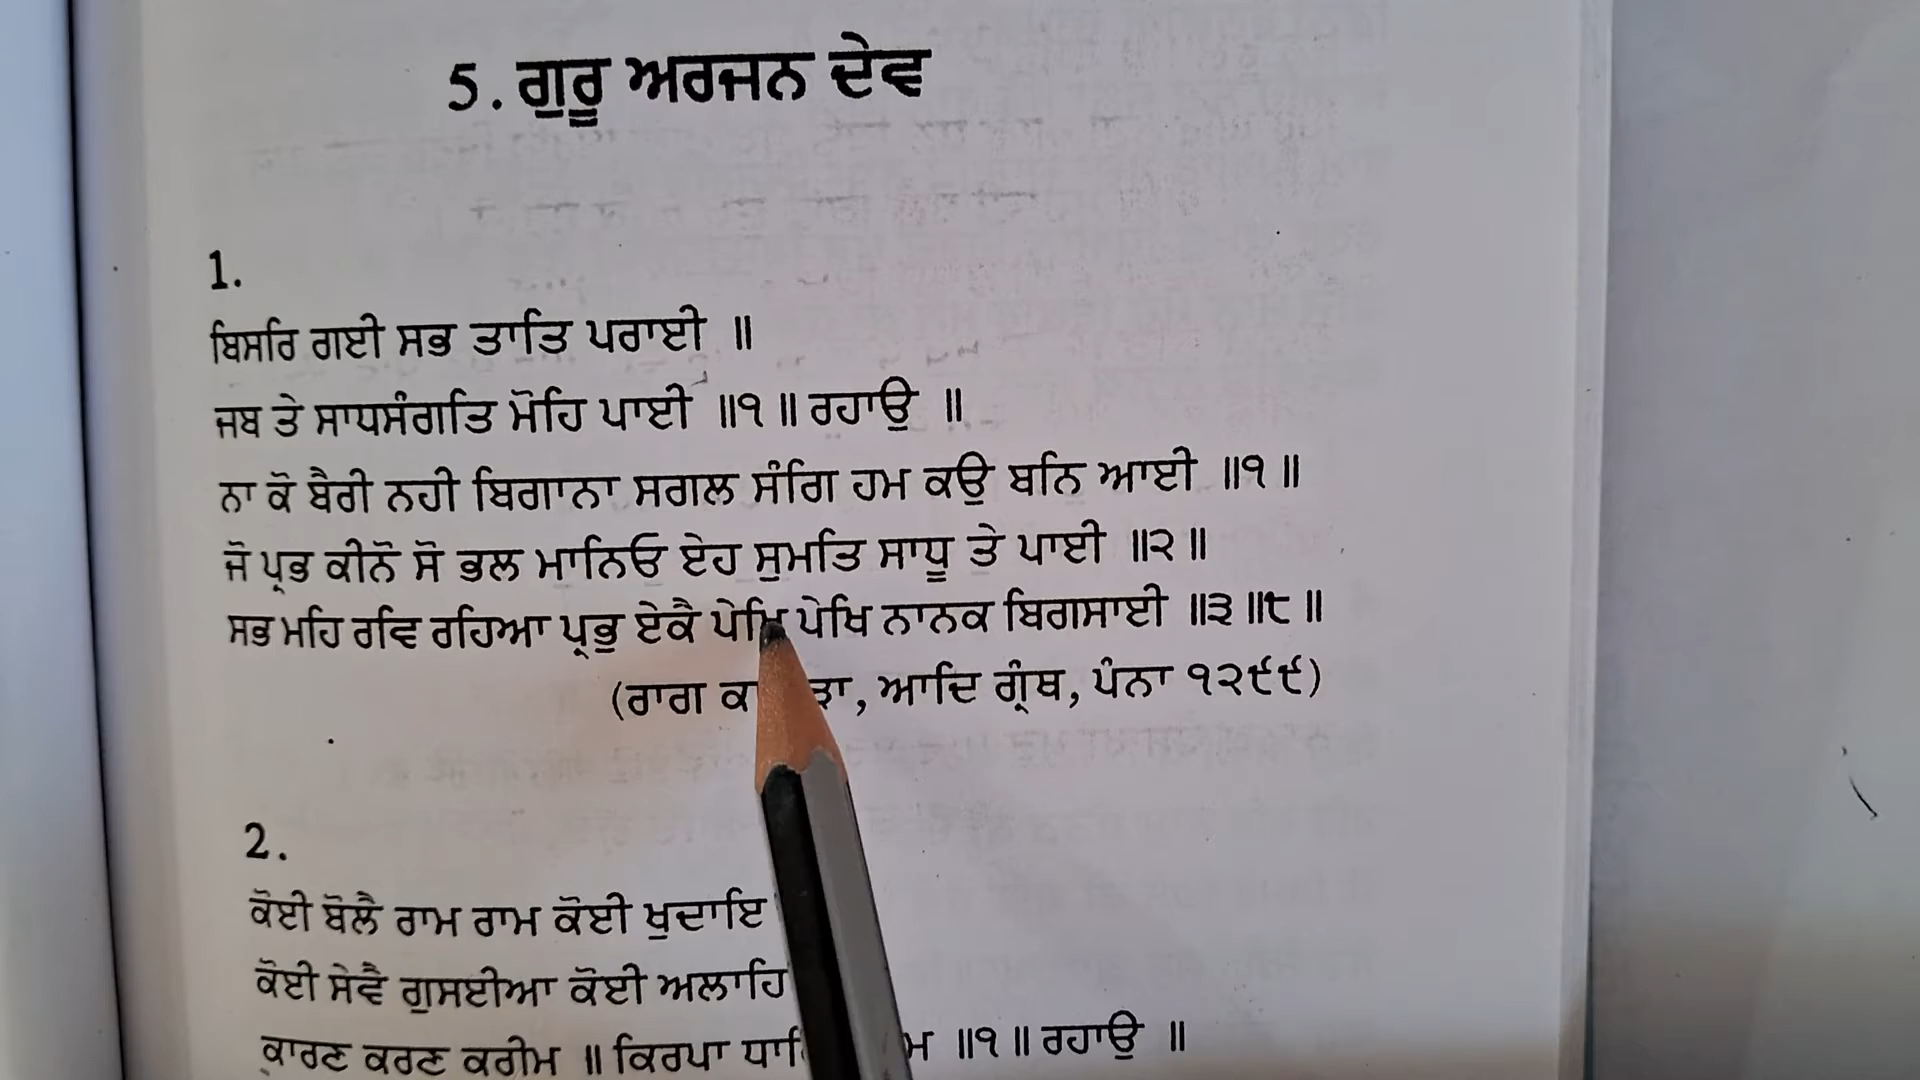 5. ਗੁਰੂ ਅਰਜਨ ਦੇਵ
1.
ਬਿਸਰਿ ਗਈ ਸਭ ਤਾਤਿ ਪਰਾਈ ॥
ਜਬ ਤੇ ਸਾਧਸੰਗਤਿ ਮੋਹਿ ਪਾਈ ॥੧॥ ਰਹਾਉ ॥
ਨਾ ਕੋ ਬੈਰੀ ਨਹੀ ਬਿਗਾਨਾ ਸਗਲ ਸੰਗਿ ਹਮ ਕਉ ਬਨਿ ਆਈ ॥੧॥
ਜੋ ਪ੍ਰਭ ਕੀਨੋ ਸੋ ਭਲ ਮਾਨਿਓ ਏਹ ਸੁਮਤਿ ਸਾਧੂ ਤੇ ਪਾਈ ॥੨॥
ਸਭ ਮਹਿ ਰਵਿ ਰਹਿਆ ਪ੍ਰਭੁ ਏਕੈ ਪੇਖਿ ਪੇਖਿ ਨਾਨਕ ਬਿਗਸਾਈ ॥੩॥੮॥
(ਰਾਗ ਆਦਿ ਗ੍ਰੰਥ, ਪੰਨਾ ੧੨੯੯)
2.
ਕੋਈ ਬੋਲੈ ਰਾਮ ਰਾਮ ਕੋਈ ਖੁਦਾਇ
ਕੋਈ ਸੇਵੈ ਗੁਸਈਆ ਕੋਈ ਅਲਾਹਿ
ਕਾਰਣ ਕਰਣ ਕਰੀਮ ॥ ਕਿਰਪਾ ॥੧॥ ਰਹਾਉ ॥